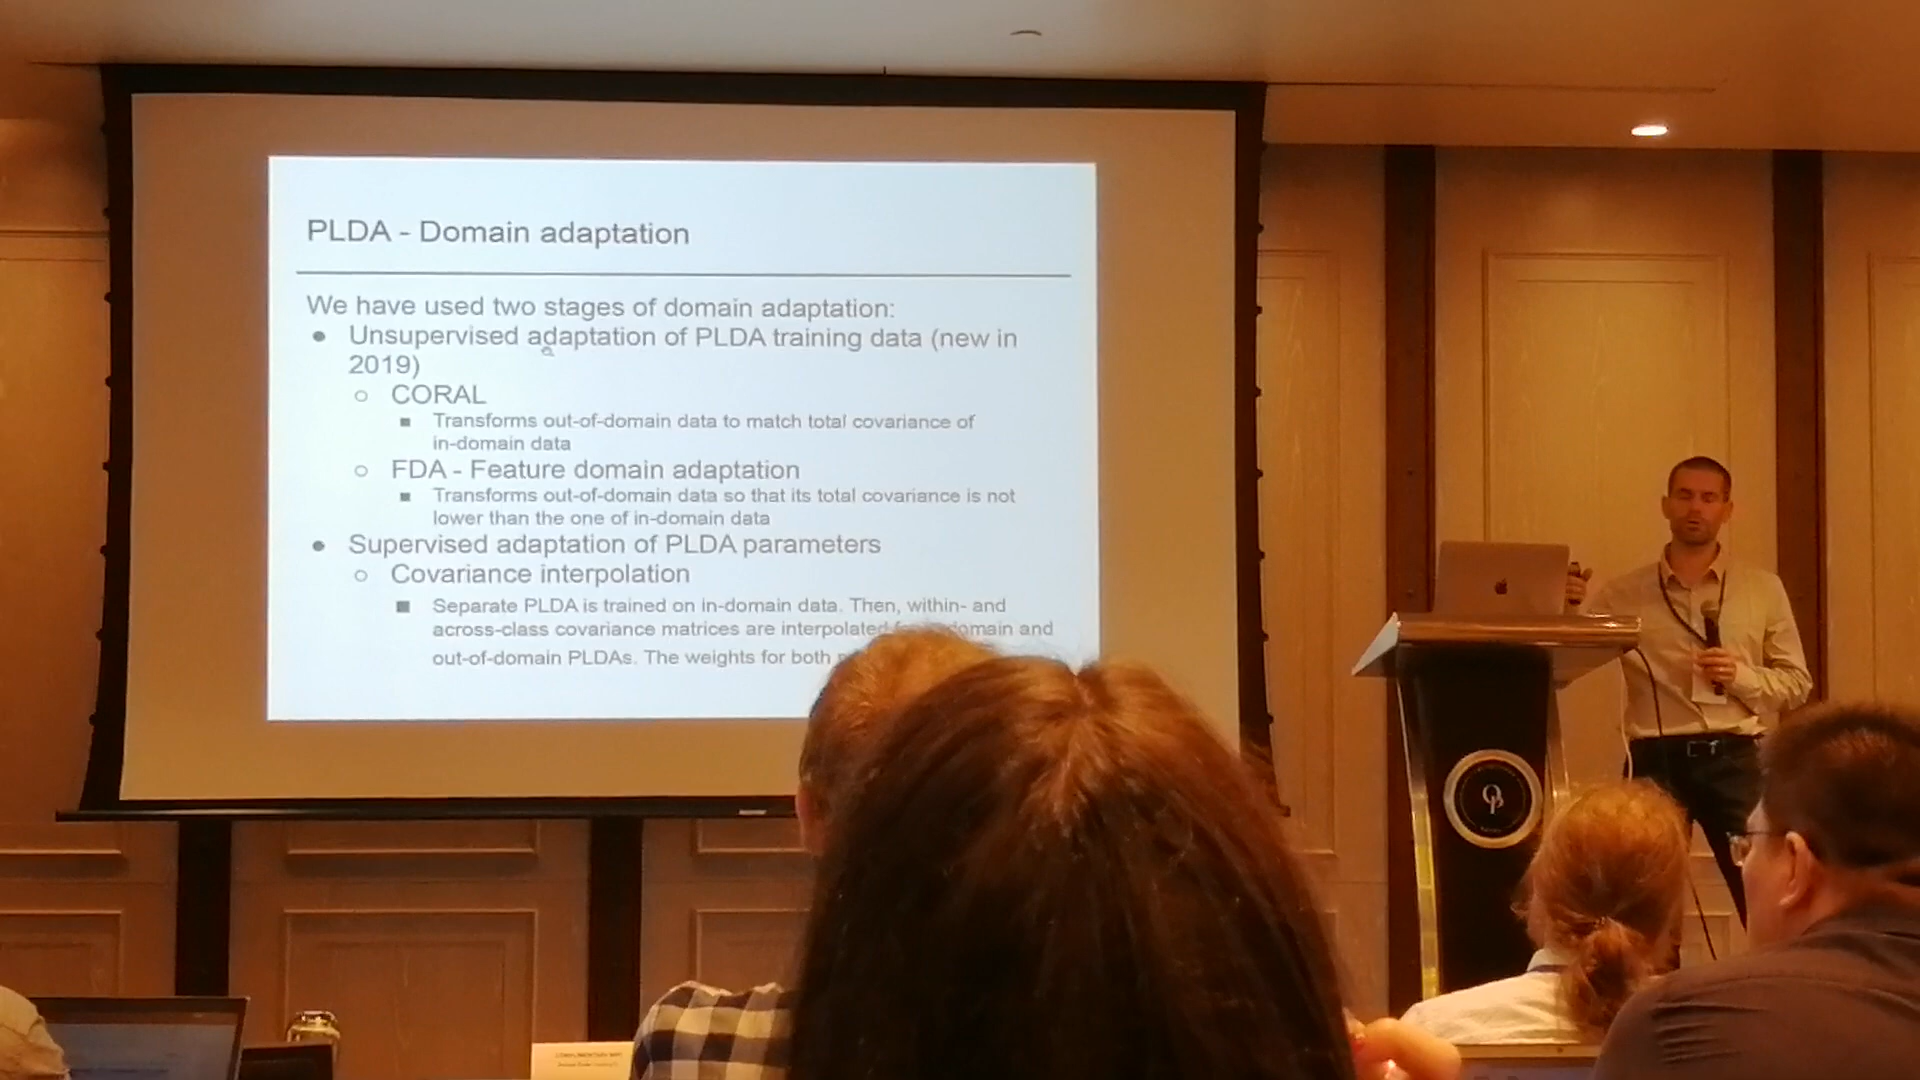 PLDA - Domain adaptation
We have used two stages of domain adaptation:
● Unsupervised adaptation of PLDA training data (new in
2019)
○ CORAL
■ Transforms out-of-domain data to match total covariance of
in-domain data
○ FDA - Feature domain adaptation
■ Transforms out-of-domain data so that its total covariance is not
lower than the one of in-domain data
● Supervised adaptation of PLDA parameters
○ Covariance interpolation
■ Separate PLDA is trained on in-domain data. Then, within- and
across-class covariance matrices are interpolated domain and
out-of-domain PLDAs. The weights for both